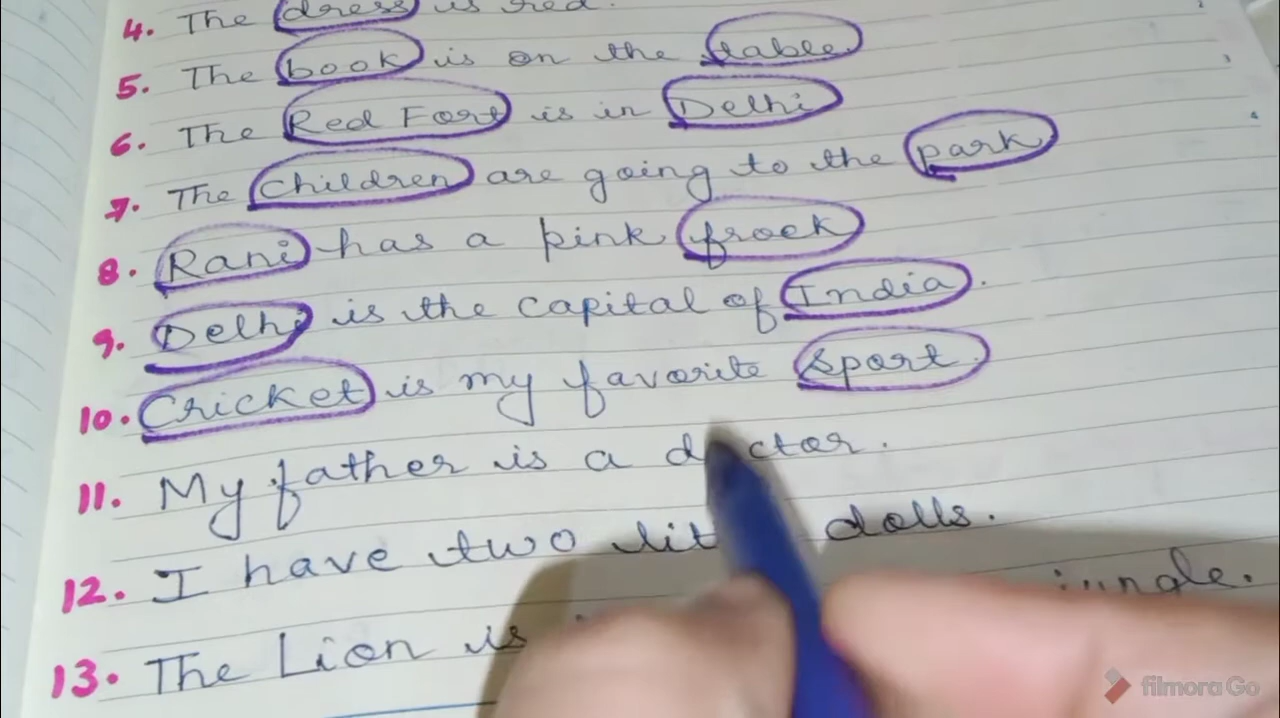 4. The dress is red.
5. The book is on the table.
6. The Red Fort is in Delhi
7. The children are going to the park
8. Rani has a pink frock
9. Delhi is the capital of India.
10. Cricket is my favorite sport.
11. My father is a doctor.
12. I have two dolls.
13. The Lion is jungle.
filmora Go